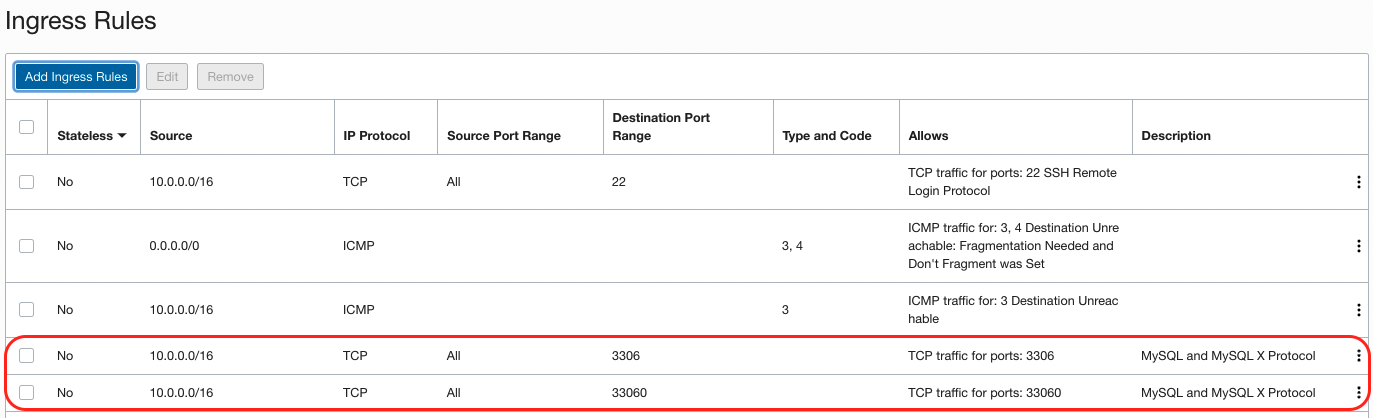 Ingress Rules
Add Ingress Rules Edit Remove
Stateless Source IP Protocol Source Port Range Destination Port Range Type and Code Allows Description
No 10.0.0.0/16 TCP All 22 TCP traffic for ports: 22 SSH Remote
Login Protocol
No 0.0.0.0/0 ICMP 3, 4 ICMP traffic for: 3, 4 Destination Unre
achable: Fragmentation Needed and
Don't Fragment was Set
No 10.0.0.0/16 ICMP 3 ICMP traffic for: 3 Destination Unreac
hable
No 10.0.0.0/16 TCP All 3306 TCP traffic for ports: 3306 MySQL and MySQL X Protocol
No 10.0.0.0/16 TCP All 33060 TCP traffic for ports: 33060 MySQL and MySQL X Protocol